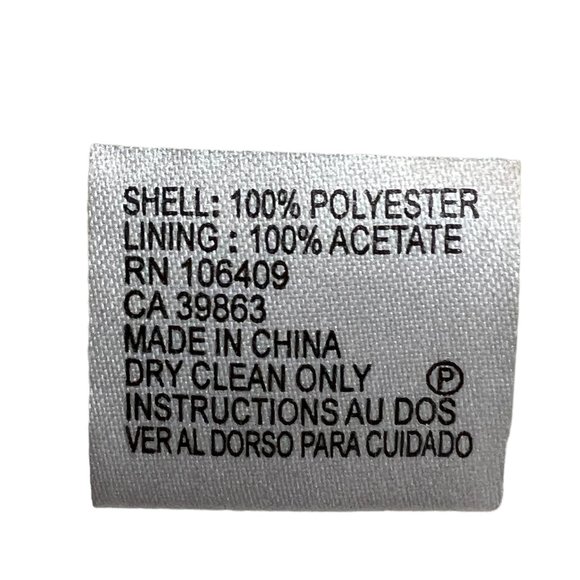 SHELL: 100% POLYESTER
LINING : 100% ACETATE
RN 106409
CA 39863
MADE IN CHINA
DRY CLEAN ONLY Ⓟ
INSTRUCTIONS AU DOS
VER AL DORSO PARA CUIDADO